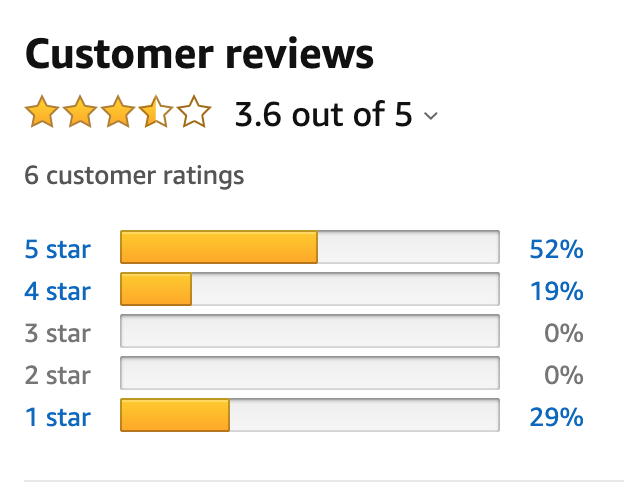 Customer reviews
3.6 out of 5
6 customer ratings
5 star 52%
4 star 19%
3 star 0%
2 star 0%
1 star 29%